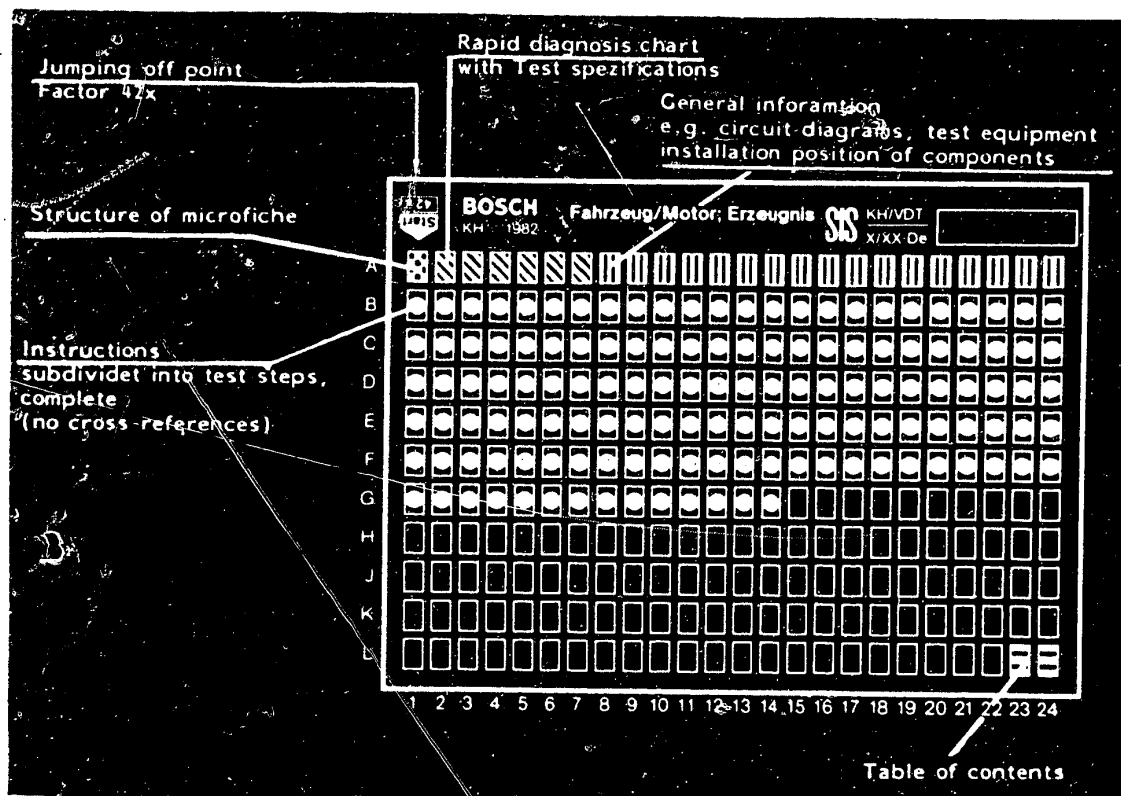 Rapid diagnosis chart
with Test spezifications
Jumping off point
Factor 42x
General inforamtion
e.g. circuit diagrams, test equipment
installation position of components
Structure of microfiche
Start
42x
BOSCH
KH 1982
Fahrzeug/Motor; Erzeugnis
SIS
KH/VDT
X/XX-De
A
B
C
D
E
F
G
H
J
K
L
Instructions
subdividet into test steps,
complete
(no cross-references)
1 2 3 4 5 6 7 8 9 10 11 12 13 14 15 16 17 18 19 20 21 22 23 24
Table of contents